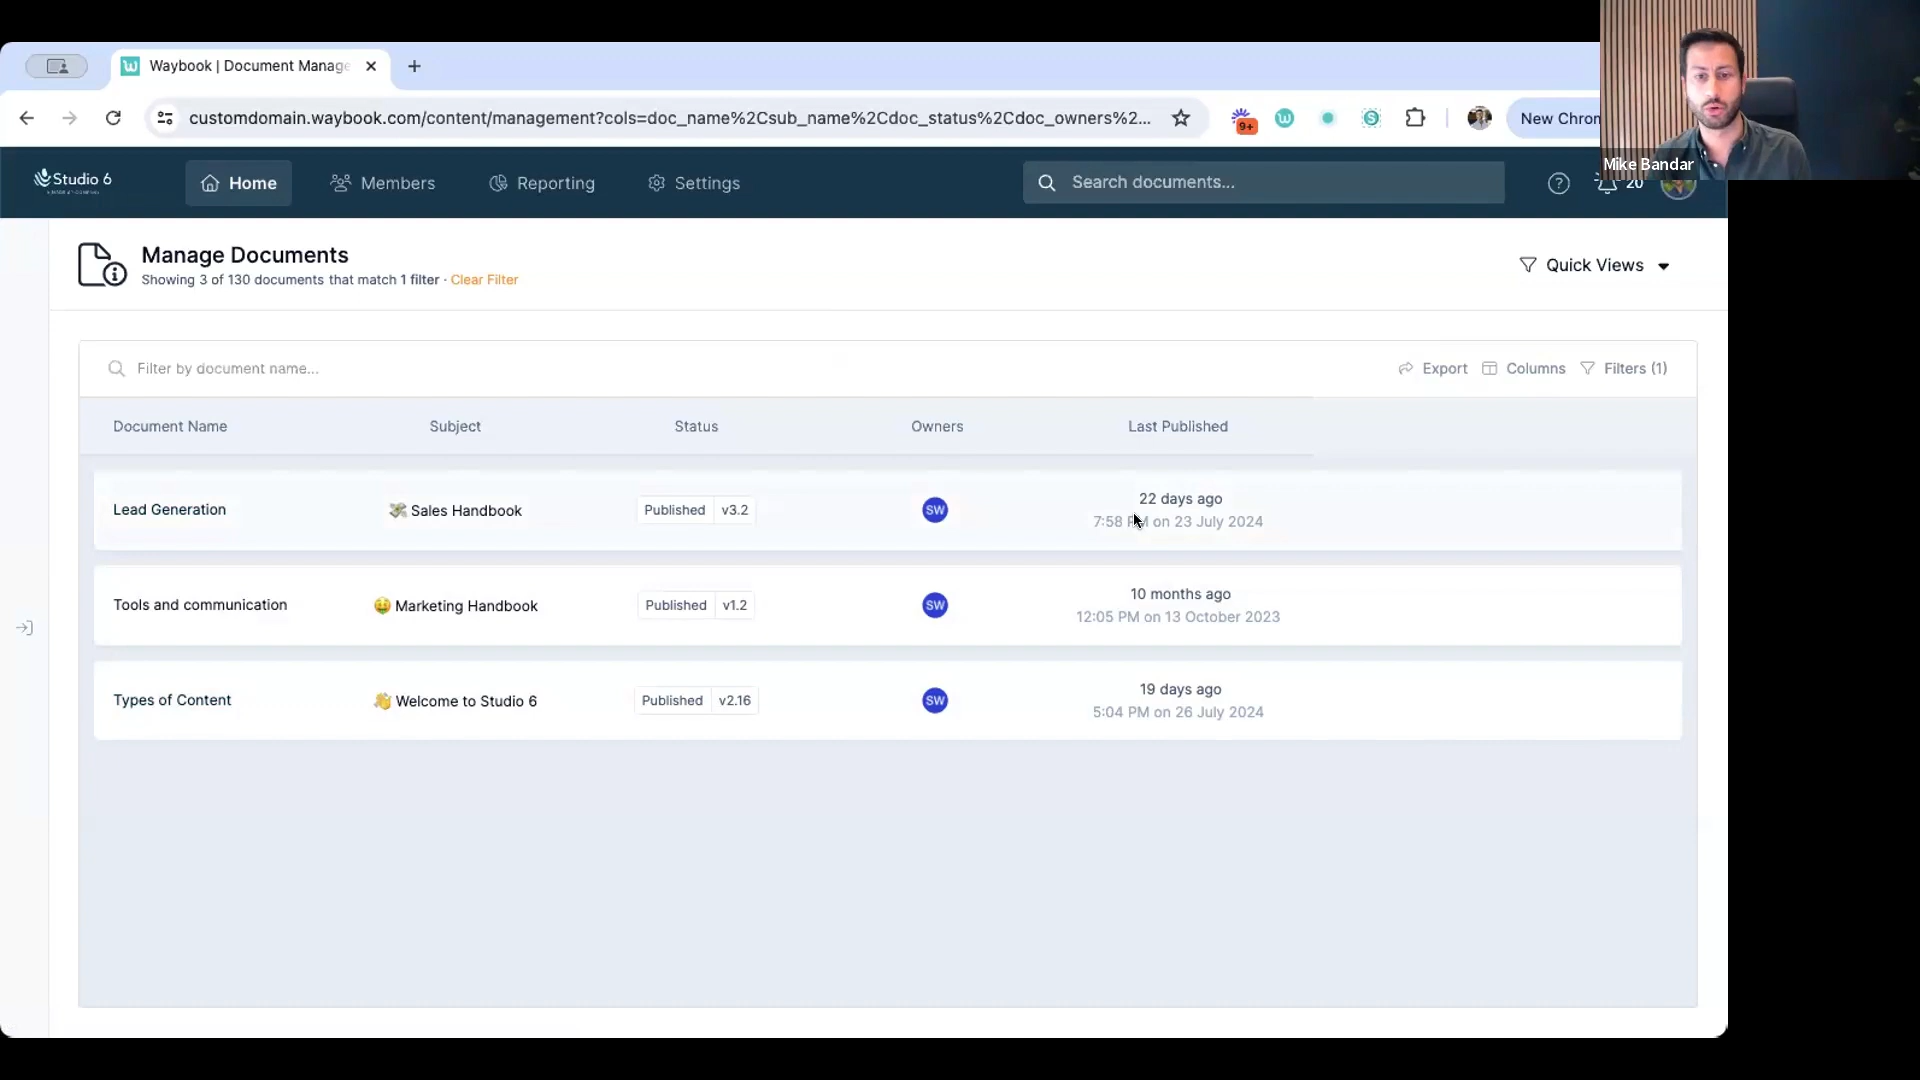 Waybook | Document Manage
customdomain.waybook.com/content/management?cols=doc_name%2Csub_name%2Cdoc_status%2Cdoc_owners%2...
9+
New Chron
Mike Bandar
Studio 6
Home
Members
Reporting
Settings
Search documents...
20
Manage Documents
Showing 3 of 130 documents that match 1 filter · Clear Filter
Quick Views
Filter by document name...
Export
Columns
Filters (1)
Document Name Subject Status Owners Last Published
Lead Generation Sales Handbook Published v3.2 SW 22 days ago
7:58 PM on 23 July 2024
Tools and communication Marketing Handbook Published v1.2 SW 10 months ago
12:05 PM on 13 October 2023
Types of Content Welcome to Studio 6 Published v2.16 SW 19 days ago
5:04 PM on 26 July 2024